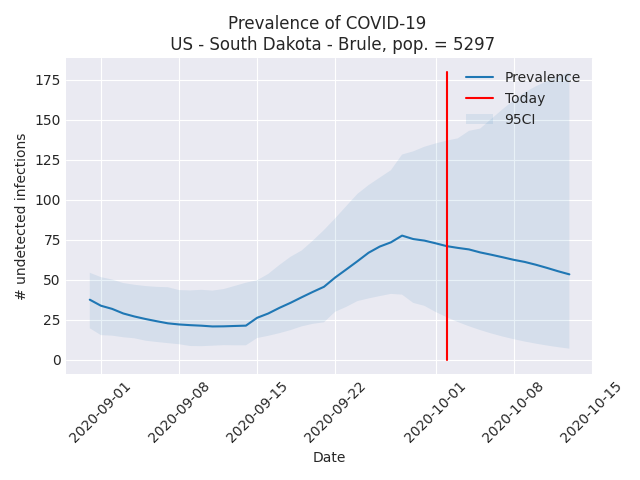 Prevalence of COVID-19
US - South Dakota - Brule, pop. = 5297
Prevalence
Today
95CI
# undetected infections
175
150
125
100
75
50
25
0
2020-09-01
2020-09-08
2020-09-15
2020-09-22
2020-10-01
2020-10-08
2020-10-15
Date